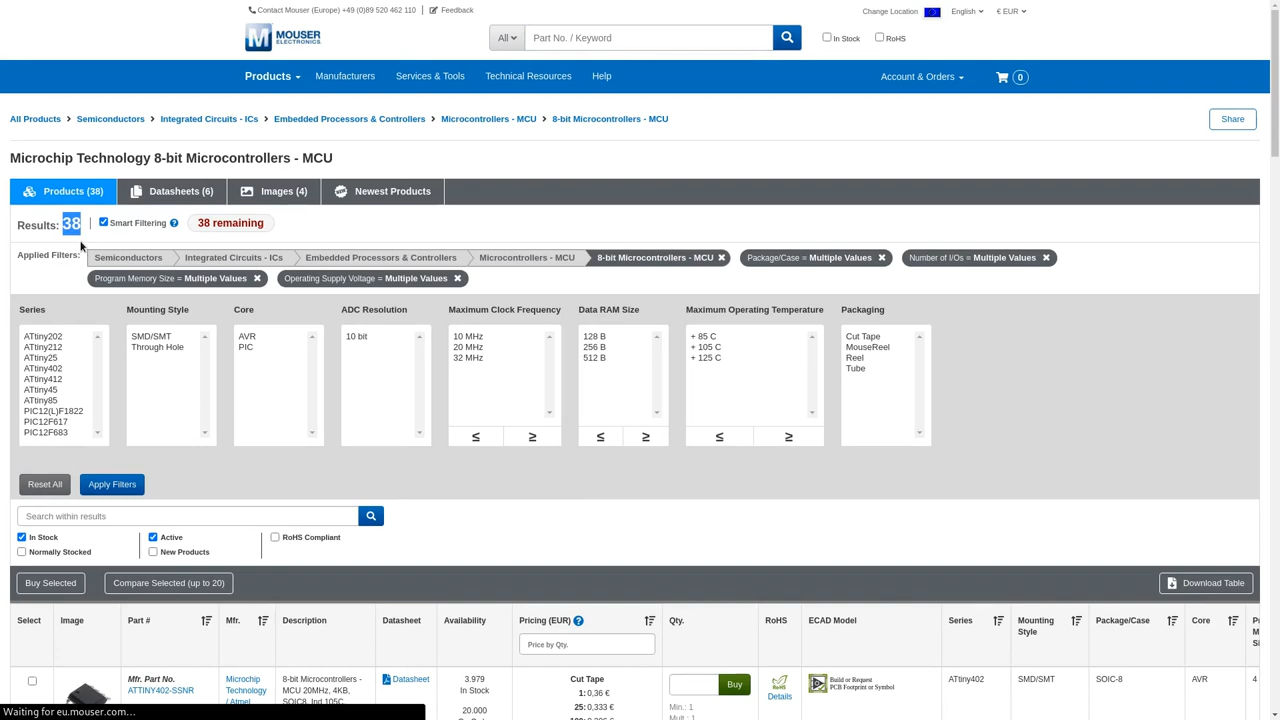 Contact Mouser (Europe) +49 (0)89 520 462 110 | Feedback
Change Location English € EUR
MOUSER
ELECTRONICS
All Part No. / Keyword
In Stock RoHS
Products Manufacturers Services & Tools Technical Resources Help Account & Orders 0
All Products Semiconductors Integrated Circuits - ICs Embedded Processors & Controllers Microcontrollers - MCU 8-bit Microcontrollers - MCU Share
Microchip Technology 8-bit Microcontrollers - MCU
Products (38) Datasheets (6) Images (4) Newest Products
Results: 38 Smart Filtering 38 remaining
Applied Filters: Semiconductors Integrated Circuits - ICs Embedded Processors & Controllers Microcontrollers - MCU 8-bit Microcontrollers - MCU Package/Case = Multiple Values Number of I/Os = Multiple Values
Program Memory Size = Multiple Values Operating Supply Voltage = Multiple Values
Series Mounting Style Core ADC Resolution Maximum Clock Frequency Data RAM Size Maximum Operating Temperature Packaging
ATtiny202 SMD/SMT AVR 10 bit 10 MHz 128 B + 85 C Cut Tape
ATtiny212 Through Hole PIC 20 MHz 256 B + 105 C MouseReel
ATtiny25 32 MHz 512 B + 125 C Reel
ATtiny402 Tube
ATtiny412
ATtiny45
ATtiny85
PIC12(L)F1822
PIC12F617
PIC12F683
≤ ≥ ≤ ≥ ≤ ≥
Reset All Apply Filters
Search within results
In Stock Active RoHS Compliant
Normally Stocked New Products
Buy Selected Compare Selected (up to 20) Download Table
Select Image Part # Mfr. Description Datasheet Availability Pricing (EUR) Qty. RoHS ECAD Model Series Mounting Style Package/Case Core
Price by Qty.
Mfr. Part No. Microchip 8-bit Microcontrollers - Datasheet 3.979 Cut Tape Buy Build or Request ATtiny402 SMD/SMT SOIC-8 AVR 4
ATTINY402-SSNR Technology MCU 20MHz, 4KB, In Stock 1: 0,36 € Details PCB Footprint or Symbol
/ Atmel SOIC8, Ind 105C, 20.000 25: 0,333 € Min.: 1
Mult.: 1
Waiting for eu.mouser.com…